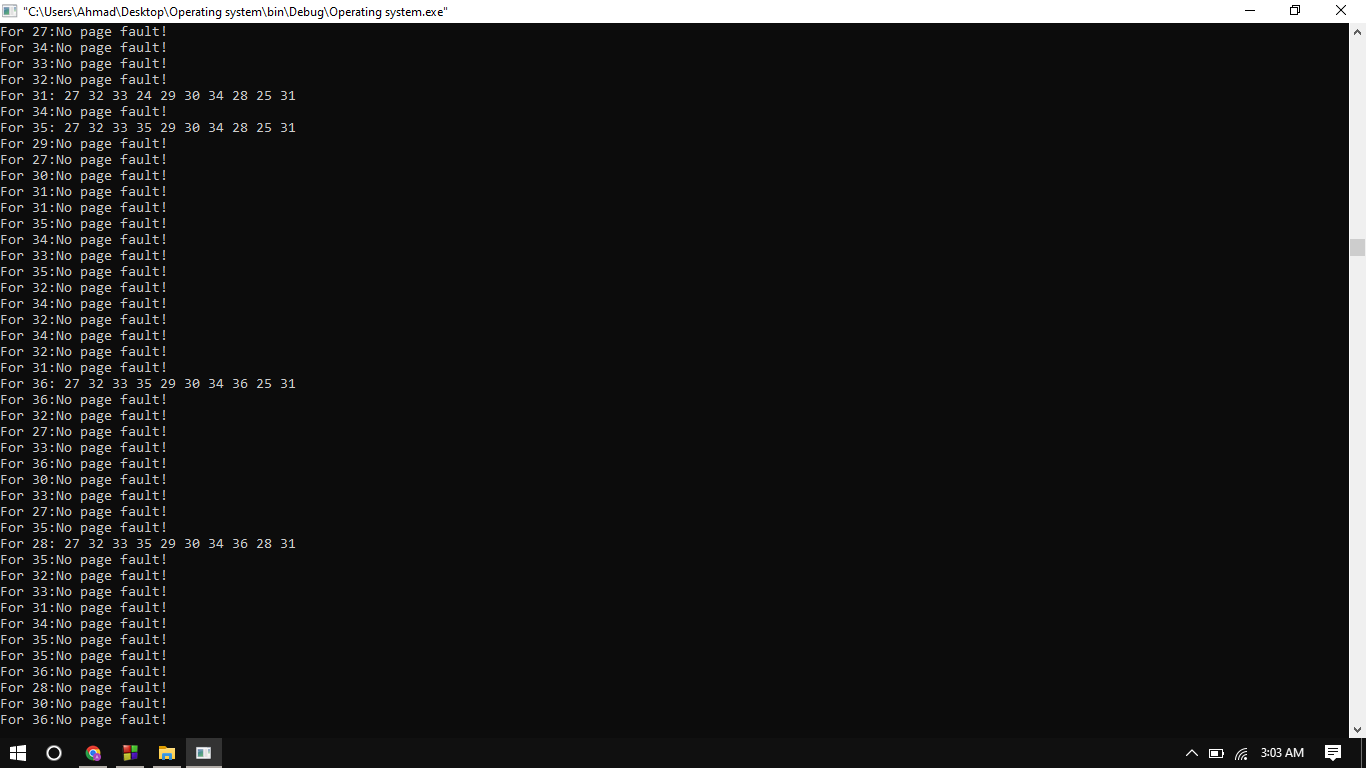 "C:\Users\Ahmad\Desktop\Operating system\bin\Debug\Operating system.exe"
For 27:No page fault!
For 34:No page fault!
For 33:No page fault!
For 32:No page fault!
For 31: 27 32 33 24 29 30 34 28 25 31
For 34:No page fault!
For 35: 27 32 33 35 29 30 34 28 25 31
For 29:No page fault!
For 27:No page fault!
For 30:No page fault!
For 31:No page fault!
For 31:No page fault!
For 35:No page fault!
For 34:No page fault!
For 33:No page fault!
For 35:No page fault!
For 32:No page fault!
For 34:No page fault!
For 32:No page fault!
For 34:No page fault!
For 32:No page fault!
For 31:No page fault!
For 36: 27 32 33 35 29 30 34 36 25 31
For 36:No page fault!
For 32:No page fault!
For 27:No page fault!
For 33:No page fault!
For 36:No page fault!
For 30:No page fault!
For 33:No page fault!
For 27:No page fault!
For 35:No page fault!
For 28: 27 32 33 35 29 30 34 36 28 31
For 35:No page fault!
For 32:No page fault!
For 33:No page fault!
For 31:No page fault!
For 34:No page fault!
For 35:No page fault!
For 35:No page fault!
For 36:No page fault!
For 28:No page fault!
For 30:No page fault!
For 36:No page fault!
3:03 AM